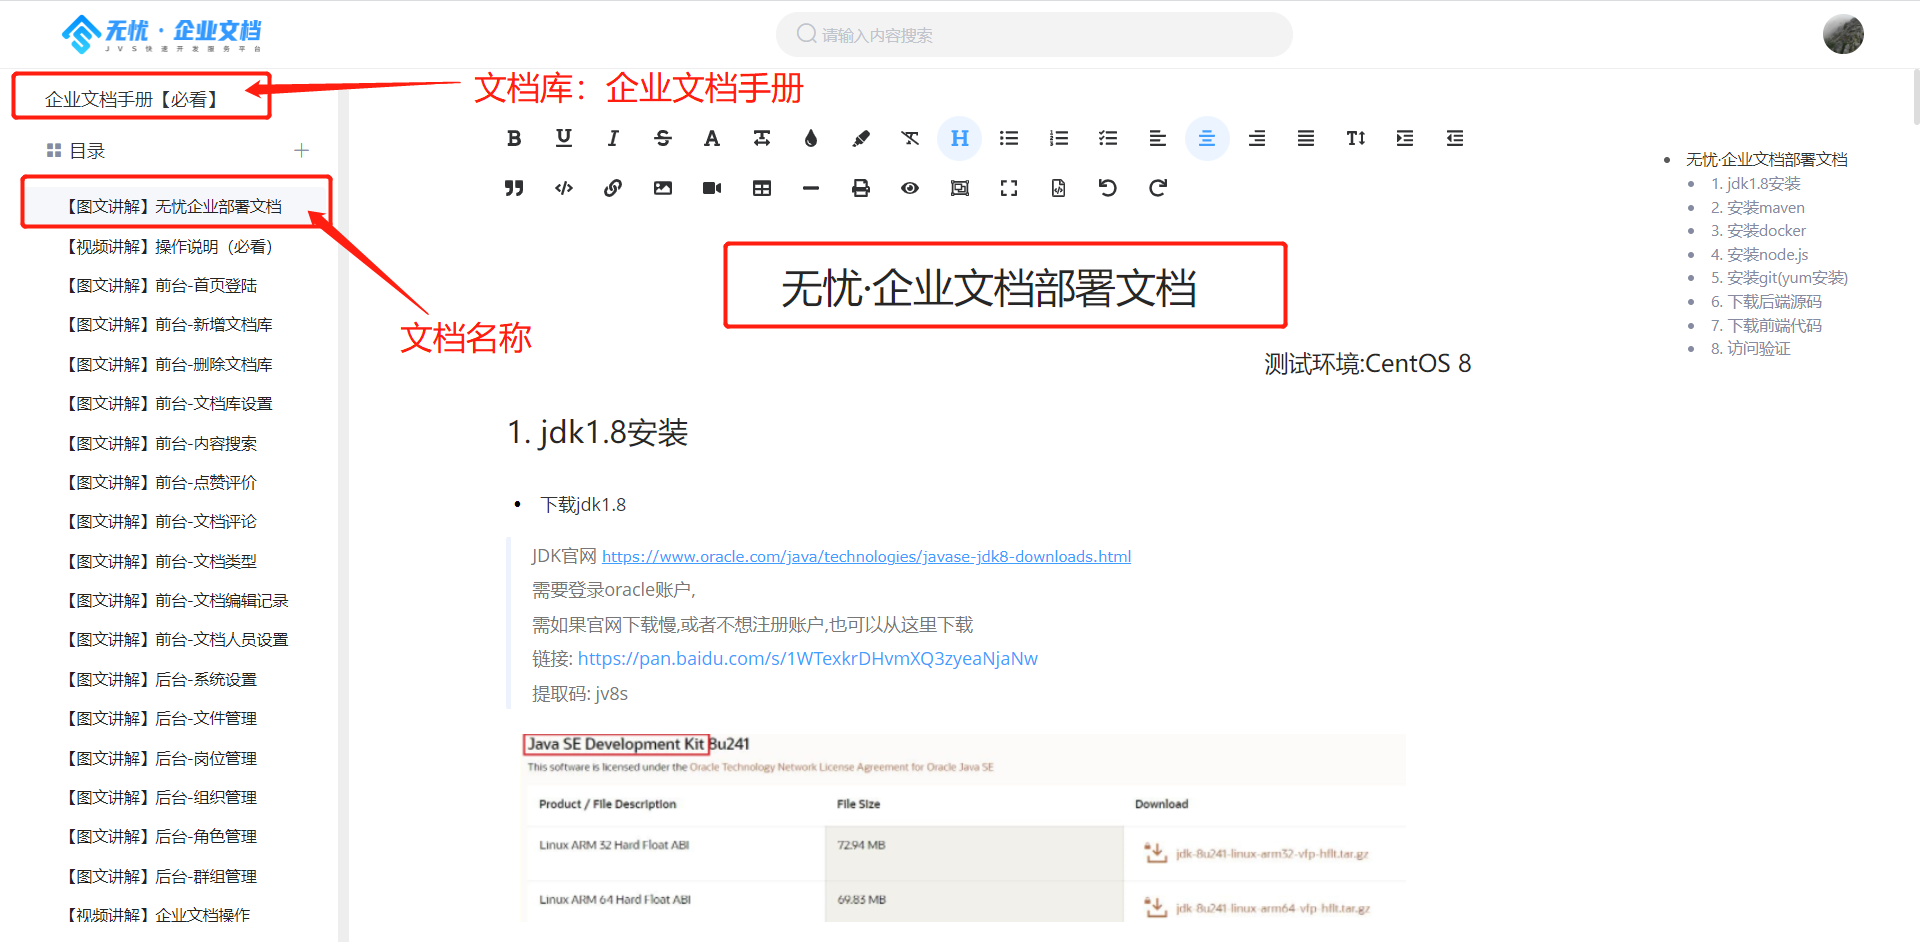 无忧·企业文档
JVS快速开发服务平台
请输入内容搜索
企业文档手册【必看】
文档库：企业文档手册
目录
【图文讲解】无忧企业部署文档
【视频讲解】操作说明（必看）
【图文讲解】前台-首页登陆
【图文讲解】前台-新增文档库
【图文讲解】前台-删除文档库
【图文讲解】前台-文档库设置
【图文讲解】前台-内容搜索
【图文讲解】前台-点赞评价
【图文讲解】前台-文档评论
【图文讲解】前台-文档类型
【图文讲解】前台-文档编辑记录
【图文讲解】前台-文档人员设置
【图文讲解】后台-系统设置
【图文讲解】后台-文件管理
【图文讲解】后台-岗位管理
【图文讲解】后台-组织管理
【图文讲解】后台-角色管理
【图文讲解】后台-群组管理
【视频讲解】企业文档操作
文档名称
无忧·企业文档部署文档
测试环境:CentOS 8
1. jdk1.8安装
• 下载jdk1.8
JDK官网 https://www.oracle.com/java/technologies/javase-jdk8-downloads.html
需要登录oracle账户,
需如果官网下载慢,或者不想注册账户,也可以从这里下载
链接: https://pan.baidu.com/s/1WTexkrDHvmXQ3zyeaNjaNw
提取码: jv8s
Java SE Development Kit 8u241
This software is licensed under the Oracle Technology Network License Agreement for Oracle Java SE
Product / File Description File Size Download
Linux ARM 32 Hard Float ABI 72.94 MB jdk-8u241-linux-arm32-vfp-hflt.tar.gz
Linux ARM 64 Hard Float ABI 69.83 MB jdk-8u241-linux-arm64-vfp-hflt.tar.gz
• 无忧·企业文档部署文档
• 1. jdk1.8安装
• 2. 安装maven
• 3. 安装docker
• 4. 安装node.js
• 5. 安装git(yum安装)
• 6. 下载后端源码
• 7. 下载前端代码
• 8. 访问验证